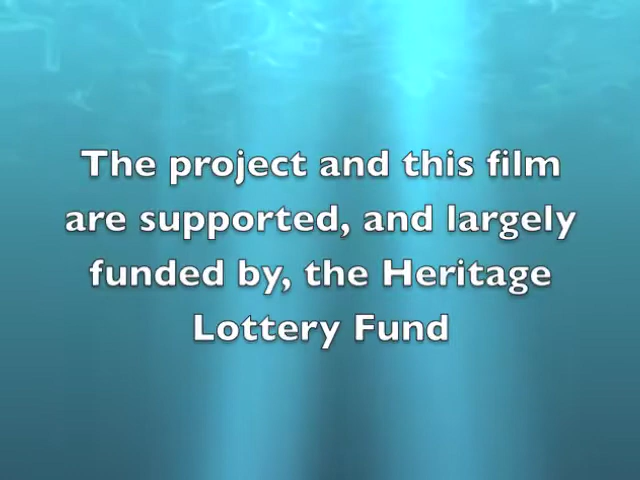 The project and this film
are supported, and largely
funded by, the Heritage
Lottery Fund